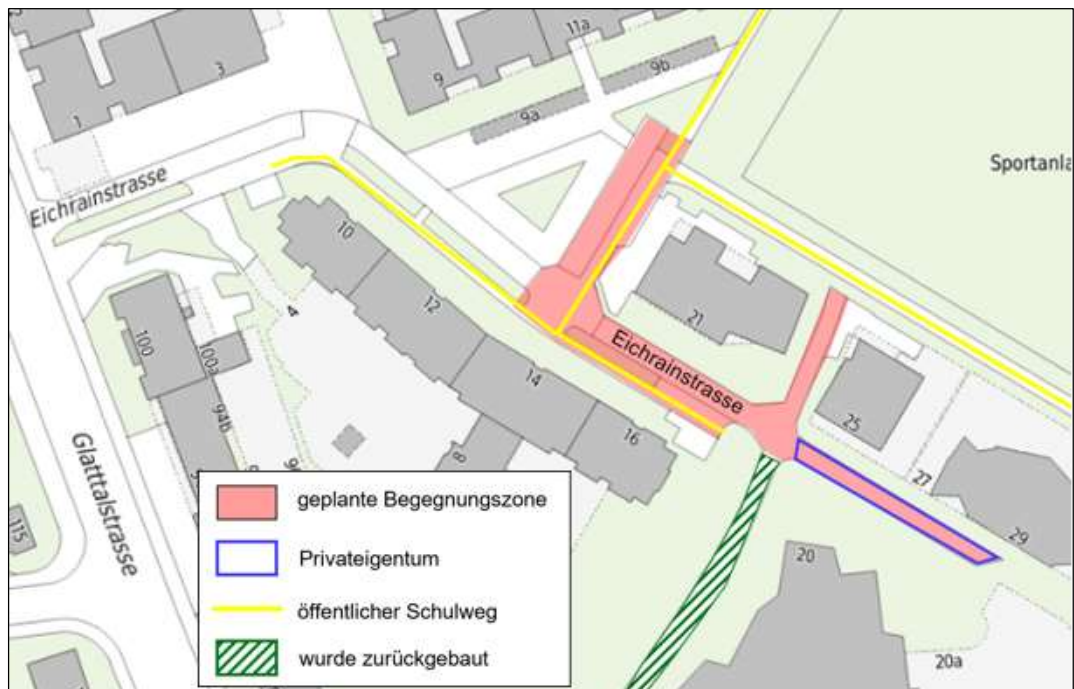 3
1
9
11a
9b
9a
Sportanla
Eichrainstrasse
10
12
14
16
4
100
100a
94b
8
21
Eichrainstrasse
25
27
29
20
20a
115
Glatttalstrasse
geplante Begegnungszone
Privateigentum
öffentlicher Schulweg
wurde zurückgebaut